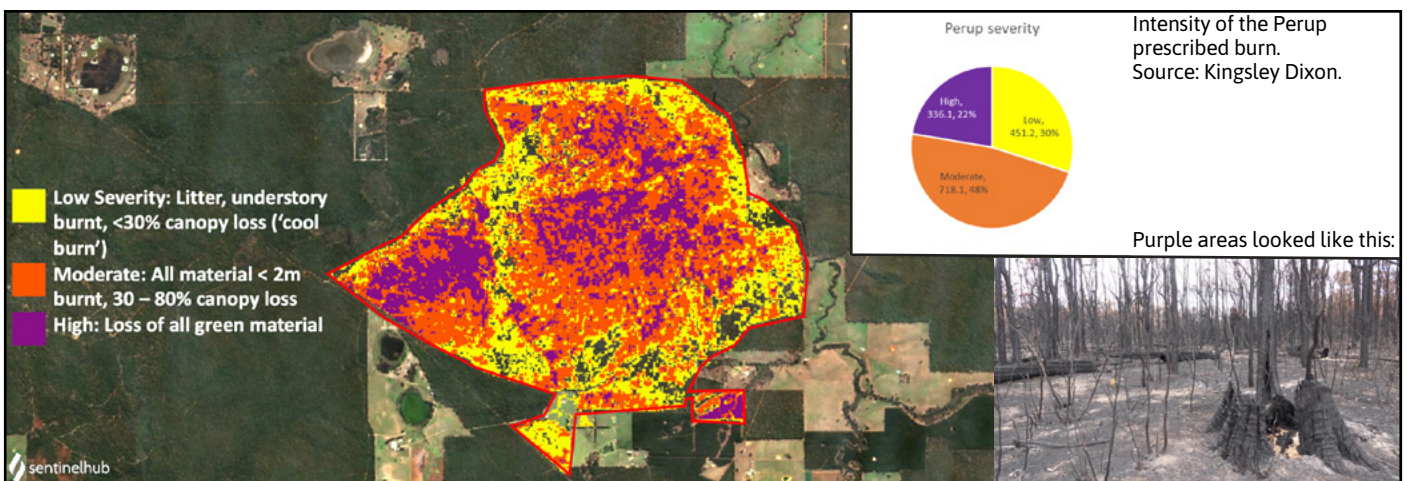 Low Severity: Litter, understory
burnt, <30% canopy loss (‘cool
burn’)
Moderate: All material < 2m
burnt, 30 – 80% canopy loss
High: Loss of all green material
sentinelhub
Perup severity
High,
336.1, 22%
Low,
451.2, 30%
Moderate,
718.1, 48%
Intensity of the Perup
prescribed burn.
Source: Kingsley Dixon.
Purple areas looked like this: